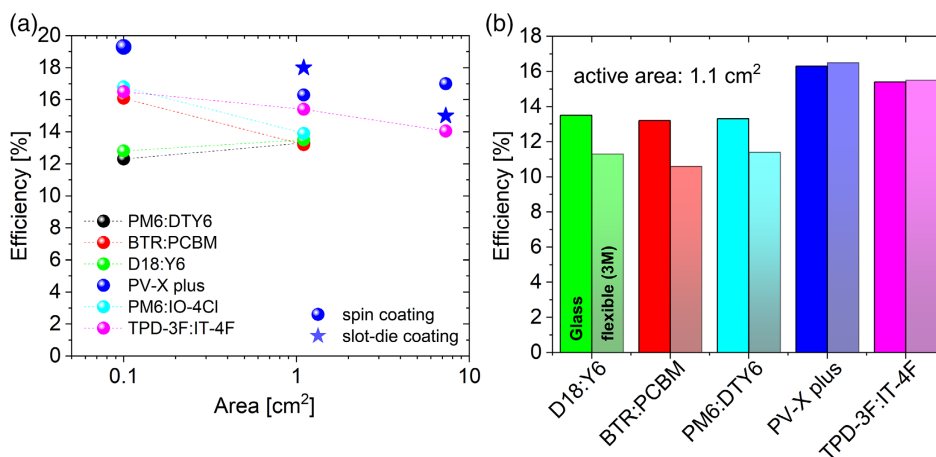 (a)
Efficiency [%]
20
18
16
14
12
10
8
6
4
2
0
PM6:DTY6
BTR:PCBM
D18:Y6
PV-X plus
PM6:IO-4Cl
TPD-3F:IT-4F
spin coating
slot-die coating
0.1
1
10
Area [cm²]
(b)
Efficiency [%]
18
16
14
12
10
8
6
4
2
0
active area: 1.1 cm²
Glass
flexible (3M)
D18:Y6
BTR:PCBM
PM6:DTY6
PV-X plus
TPD-3F:IT-4F